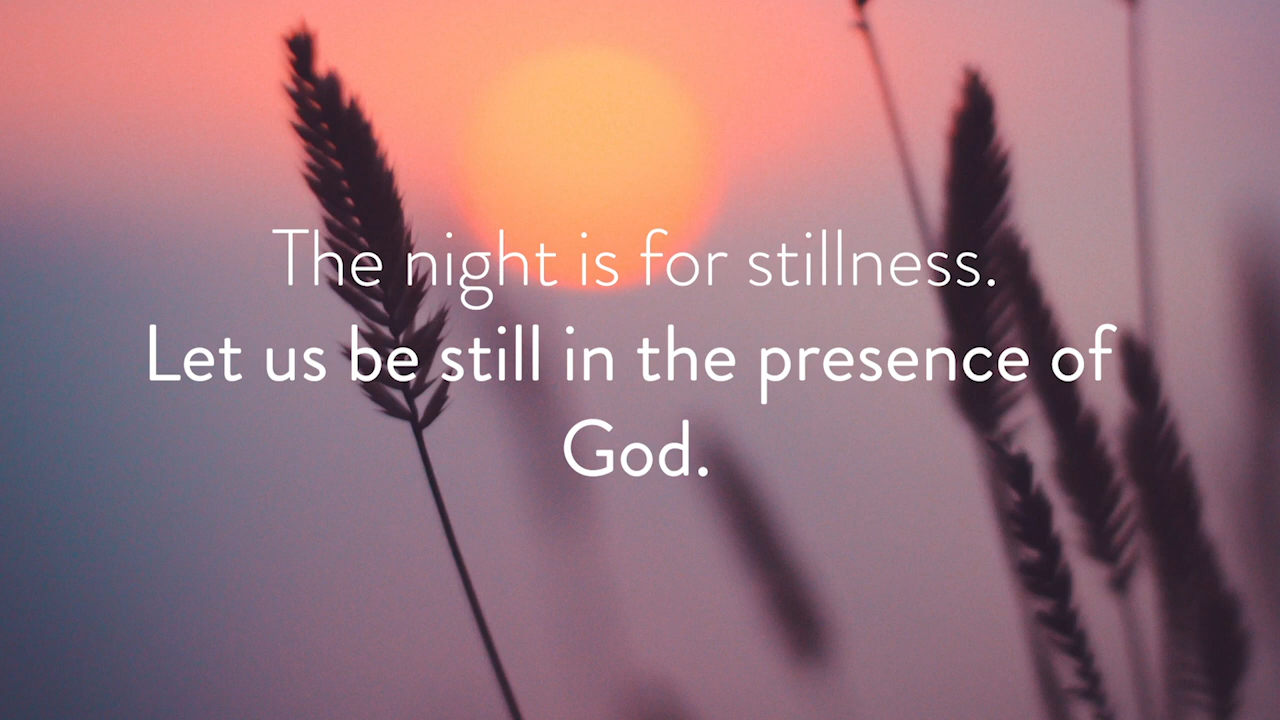 The night is for stillness.
Let us be still in the presence of
God.